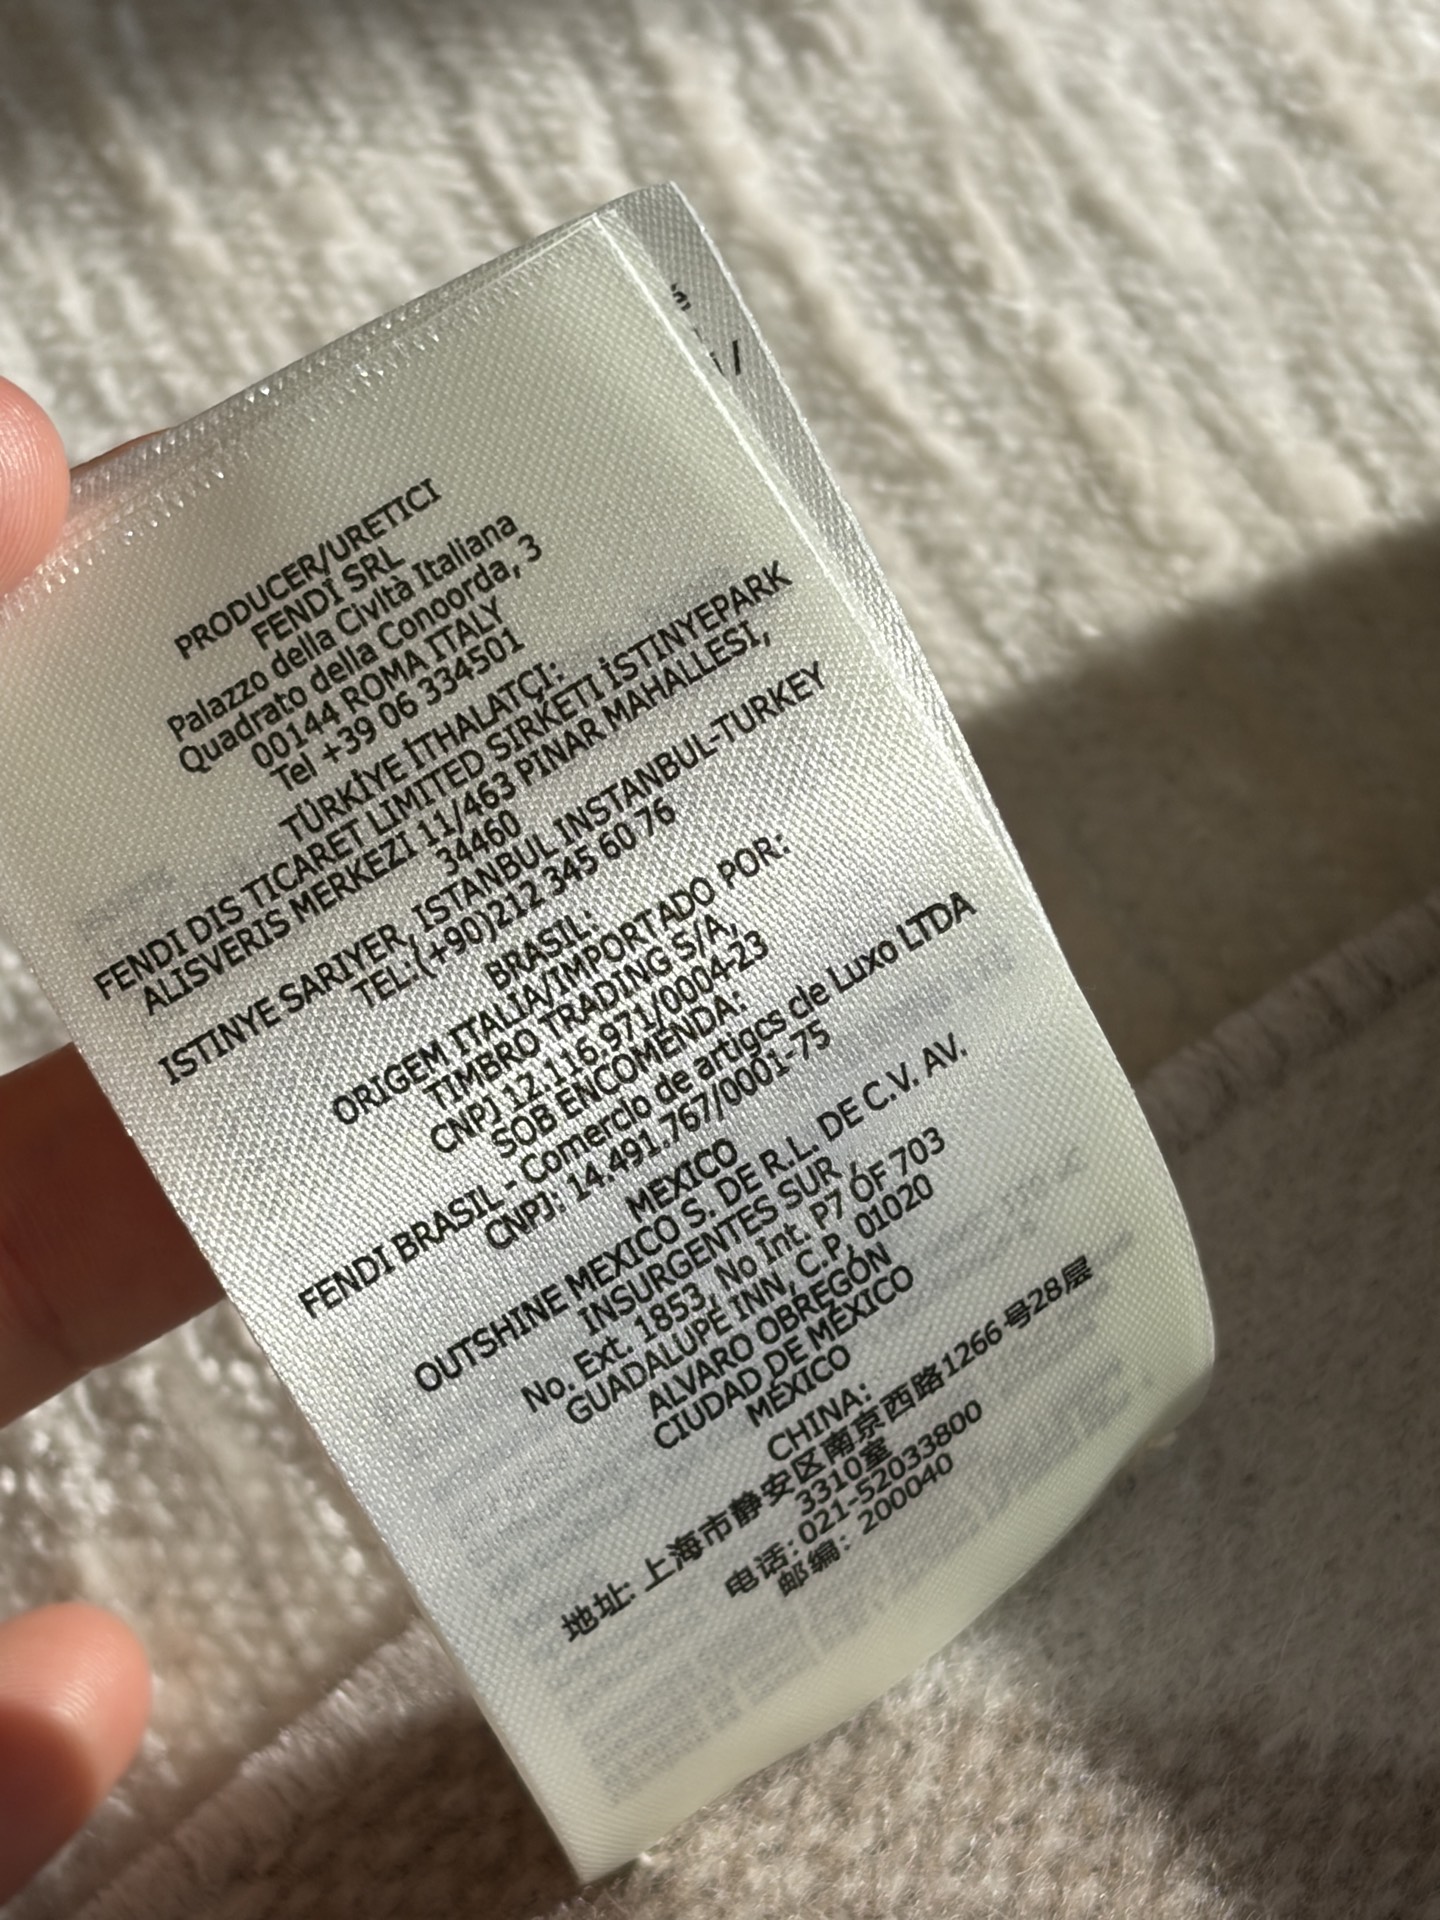 PRODUCER/URETICI
FENDI SRL
Palazzo della Civiltà Italiana
Quadrato della Conoorda, 3
00144 ROMA ITALY
Tel +39 06 334501
TÜRKİYE İTHALATÇI:
FENDI DIS TICARET LIMITED SIRKETI İSTINYEPARK
ALISVERIS MERKEZI 11/463 PINAR MAHALLESI,
34460
ISTINYE SARIYER, ISTANBUL INSTANBUL-TURKEY
TEL:(+90)212 345 60 76
BRASIL:
ORIGEM ITALIA/IMPORTADO POR:
TIMBRO TRADING S/A,
CNPJ 12.116.971/0004-23
SOB ENCOMENDA:
FENDI BRASIL - Comerclo de artigcs de Luxo LTDA
CNPJ: 14.491.767/0001-75
MEXICO
OUTSHINE MEXICO S. DE R.L. DE C.V. AV.
INSURGENTES SUR,
No. Ext. 1853, No Int. P7 ÓF 703
GUADALUPE INN, C.P. 01020
ALVARO OBREGÓN
CIUDAD DE MÉXICO
MÉXICO
CHINA:
地址: 上海市静安区南京西路1266号28层
3310室
电话: 021-52033800
邮编: 200040